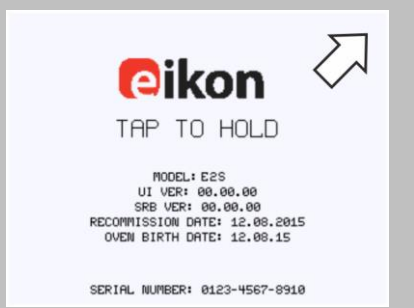 eikon
TAP TO HOLD
MODEL: E2S
UI VER: 00.00.00
SRB VER: 00.00.00
RECOMMISSION DATE: 12.08.2015
OVEN BIRTH DATE: 12.08.15
SERIAL NUMBER: 0123-4567-8910